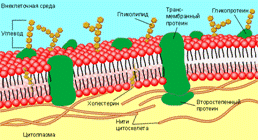 Внеклеточная среда
Гликолипид
Транс-
мембранный
протеин
Гликопротеин
Углевод
Холестерин
Нити
цитоскелета
Второстепенный
протеин
Цитоплазма